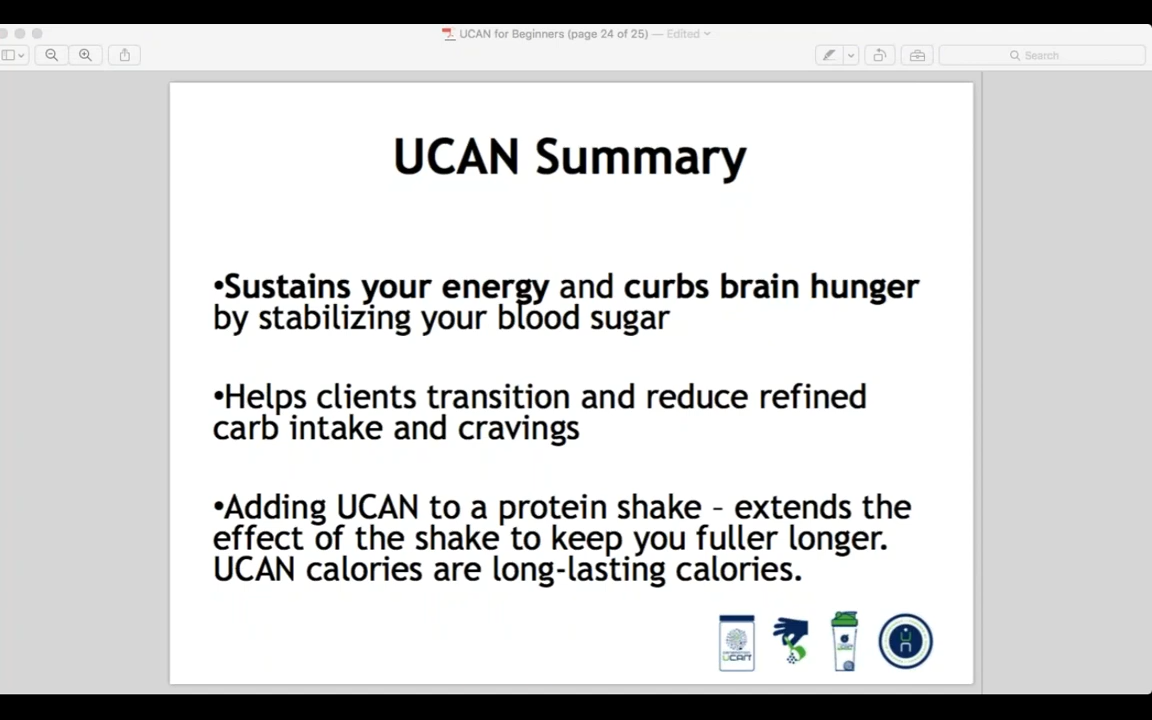 UCAN for Beginners (page 24 of 25) — Edited
Search
UCAN Summary
•Sustains your energy and curbs brain hunger
by stabilizing your blood sugar
•Helps clients transition and reduce refined
carb intake and cravings
•Adding UCAN to a protein shake – extends the
effect of the shake to keep you fuller longer.
UCAN calories are long-lasting calories.
UCAN